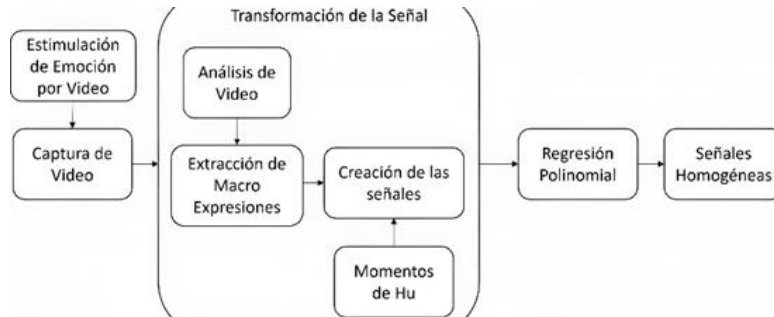 Transformación de la Señal
Estimulación
de Emoción
por Video
Captura de
Video
Análisis de
Video
Extracción de
Macro
Expresiones
Creación de las
señales
Momentos
de Hu
Regresión
Polinomial
Señales
Homogéneas